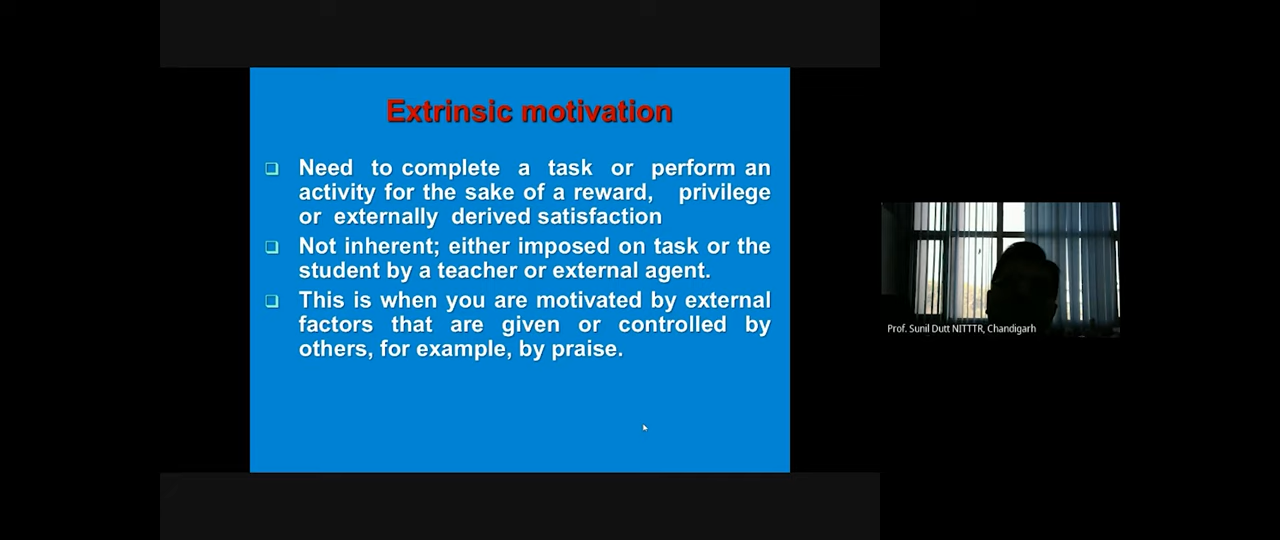 Extrinsic motivation
Need to complete a task or perform an
activity for the sake of a reward, privilege
or externally derived satisfaction
Not inherent; either imposed on task or the
student by a teacher or external agent.
This is when you are motivated by external
factors that are given or controlled by
others, for example, by praise.
Prof. Sunil Dutt NITTTR, Chandigarh